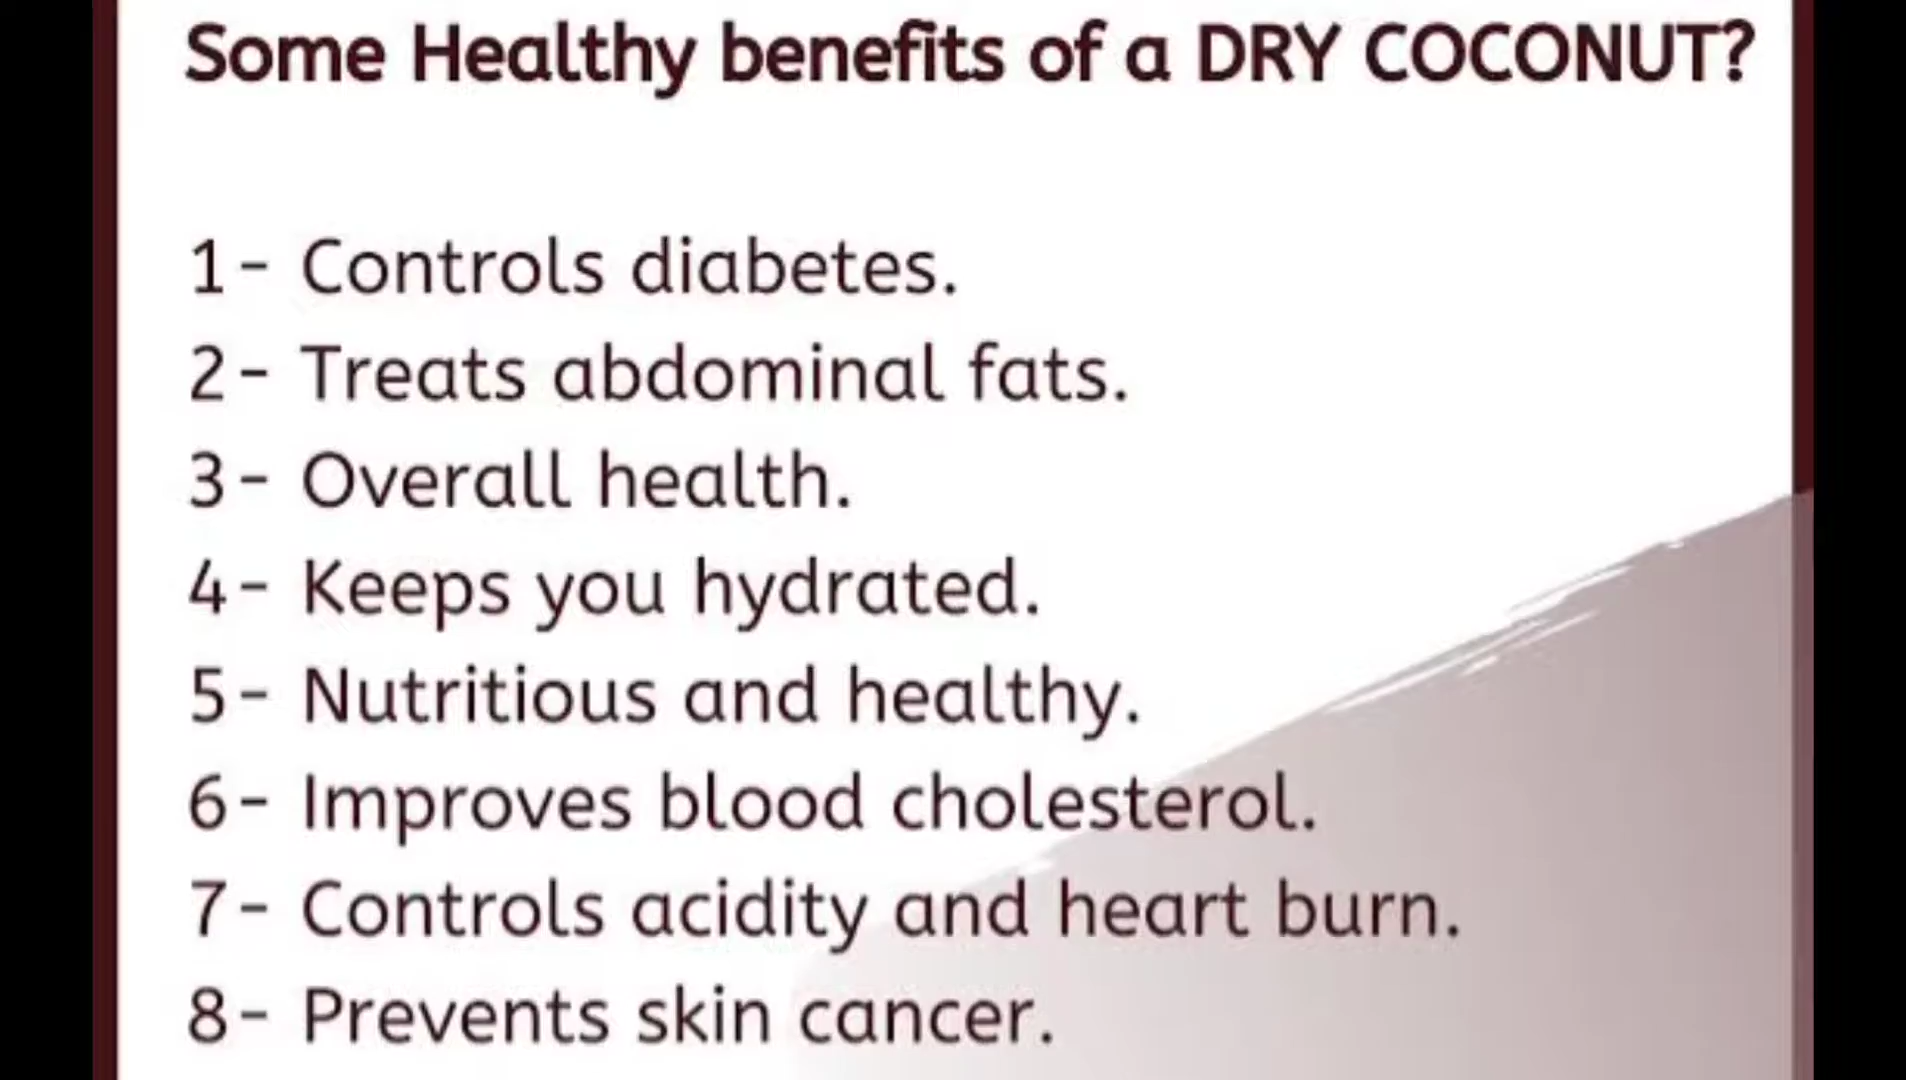 Some Healthy benefits of a DRY COCONUT?
1- Controls diabetes.
2- Treats abdominal fats.
3- Overall health.
4- Keeps you hydrated.
5- Nutritious and healthy.
6- Improves blood cholesterol.
7- Controls acidity and heart burn.
8- Prevents skin cancer.